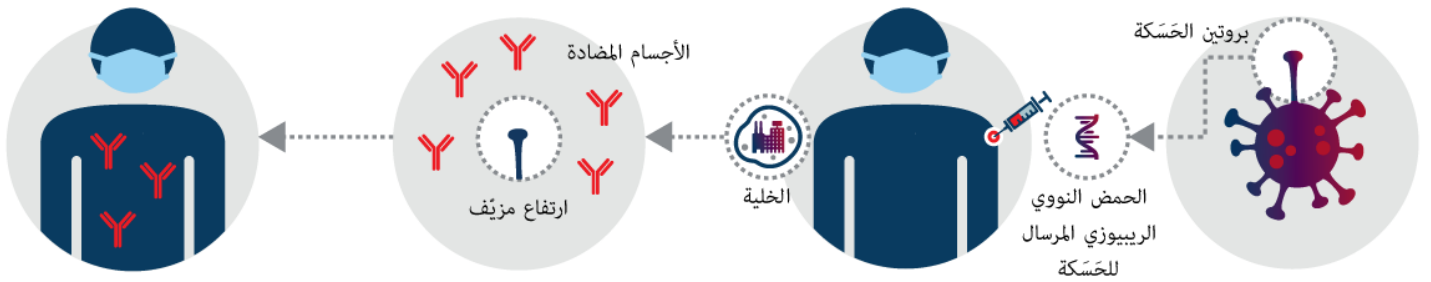 بروتين الحَسَكة
الحمض النووي
الريبيوزي المرسال
للحَسَكة
الخلية
الأجسام المضادة
ارتفاع مزيّف